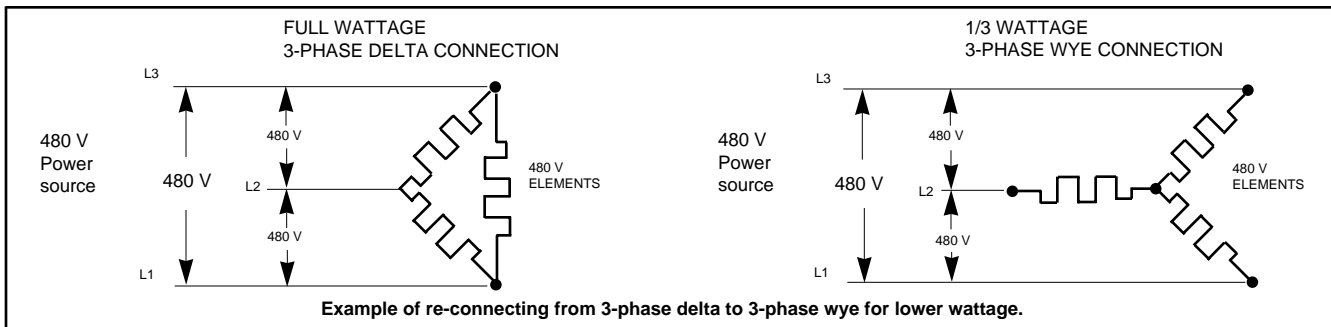 FULL WATTAGE
3-PHASE DELTA CONNECTION
L3
480 V
Power
source
480 V
480 V
L2
480 V
480 V
ELEMENTS
L1
1/3 WATTAGE
3-PHASE WYE CONNECTION
L3
480 V
Power
source
480 V
480 V
L2
480 V
480 V
ELEMENTS
L1
Example of re-connecting from 3-phase delta to 3-phase wye for lower wattage.